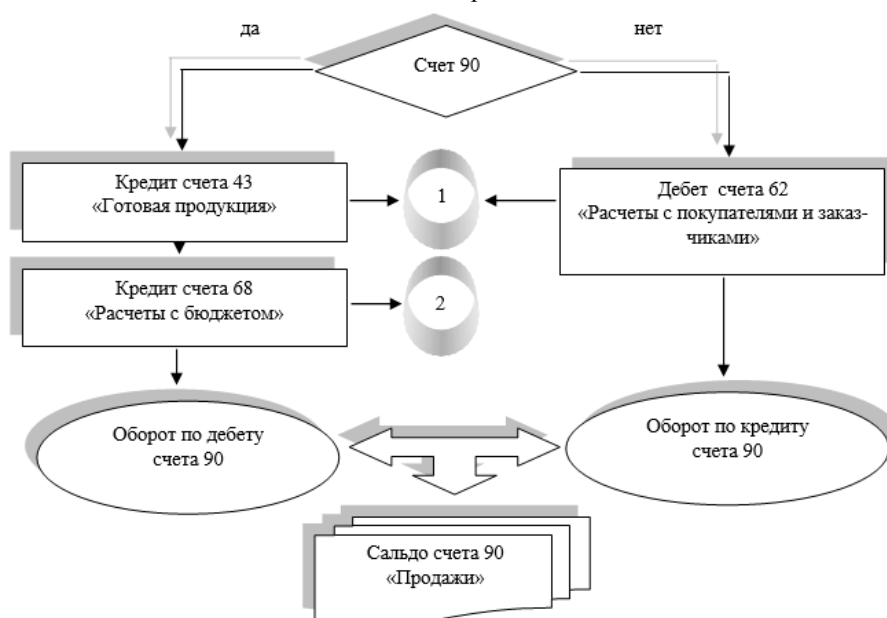 да
нет
Счет 90
Кредит счета 43
«Готовая продукция»
1
Дебет счета 62
«Расчеты с покупателями и заказ-
чиками»
Кредит счета 68
«Расчеты с бюджетом»
2
Оборот по дебету
счета 90
Оборот по кредиту
счета 90
Сальдо счета 90
«Продажи»